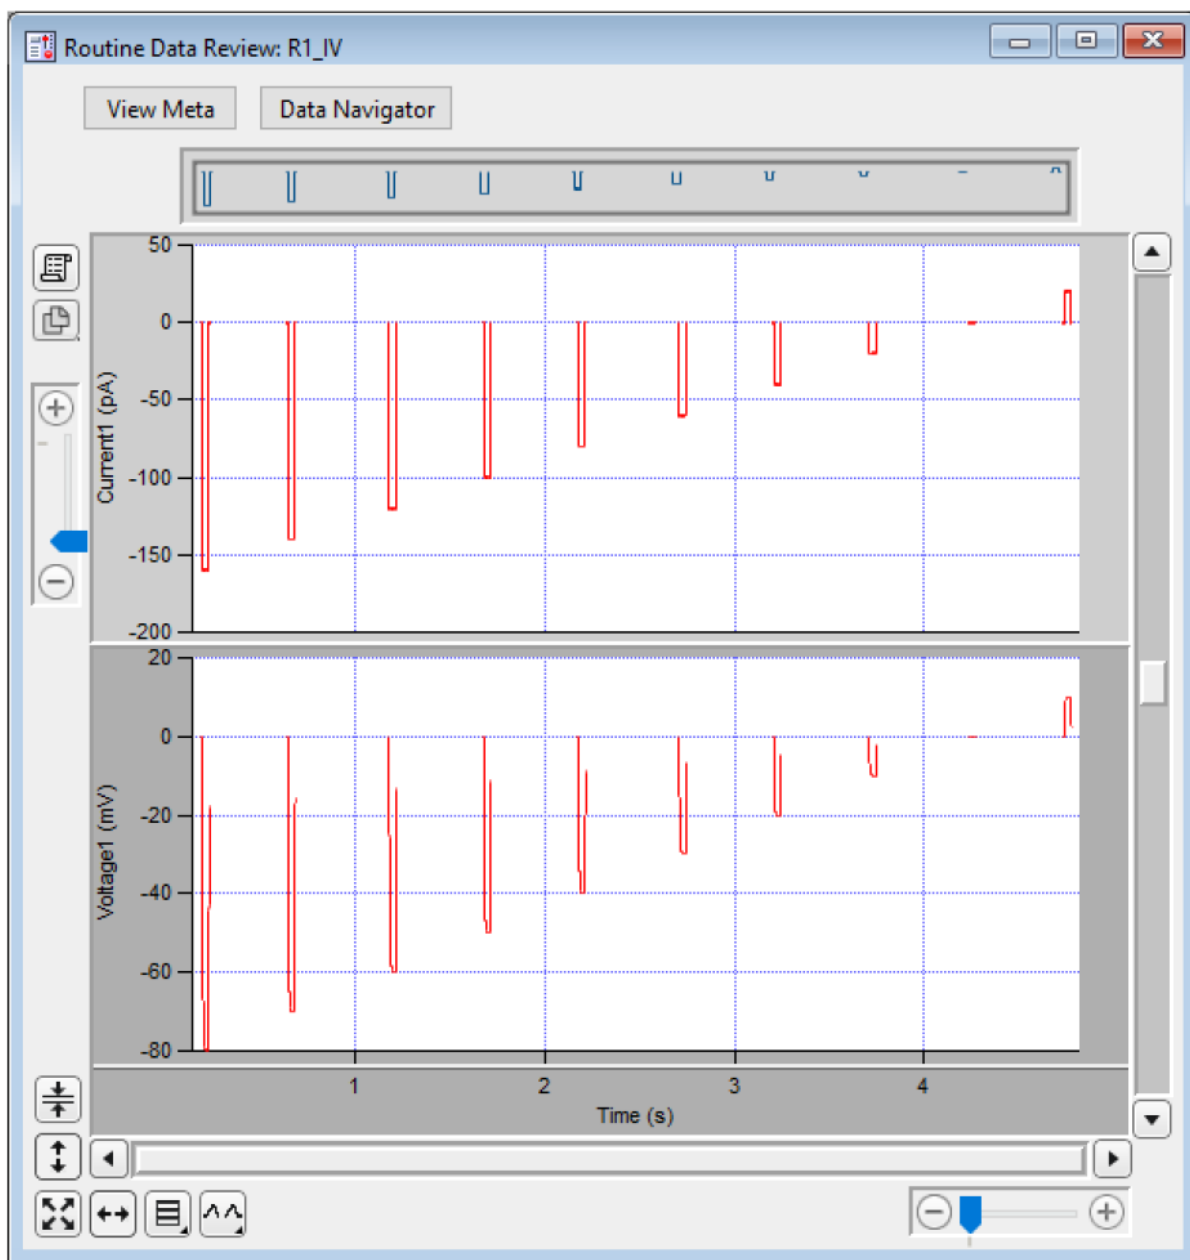 Routine Data Review: R1_IV
View Meta
Data Navigator
50
0
-50
-100
-150
-200
Current1 (pA)
20
0
-20
-40
-60
-80
Voltage1 (mV)
1 2 3 4
Time (s)